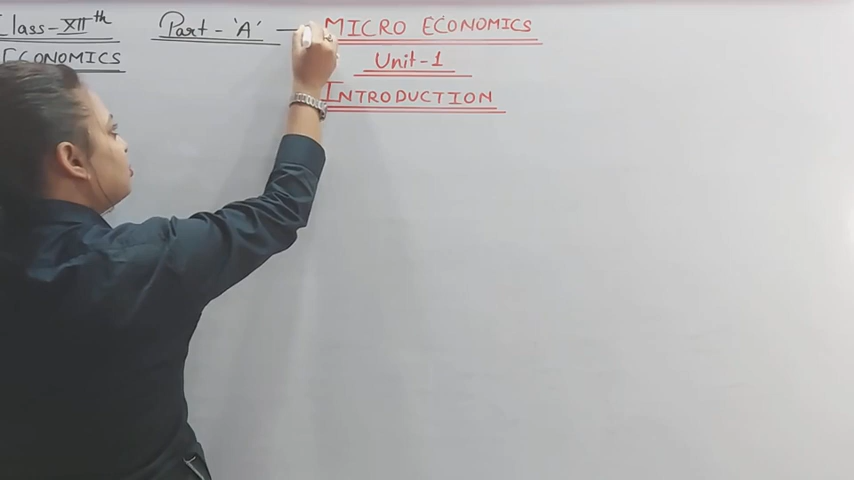 Class-XIIth Part-'A' — MICRO ECONOMICS
ECONOMICS Unit-1
INTRODUCTION